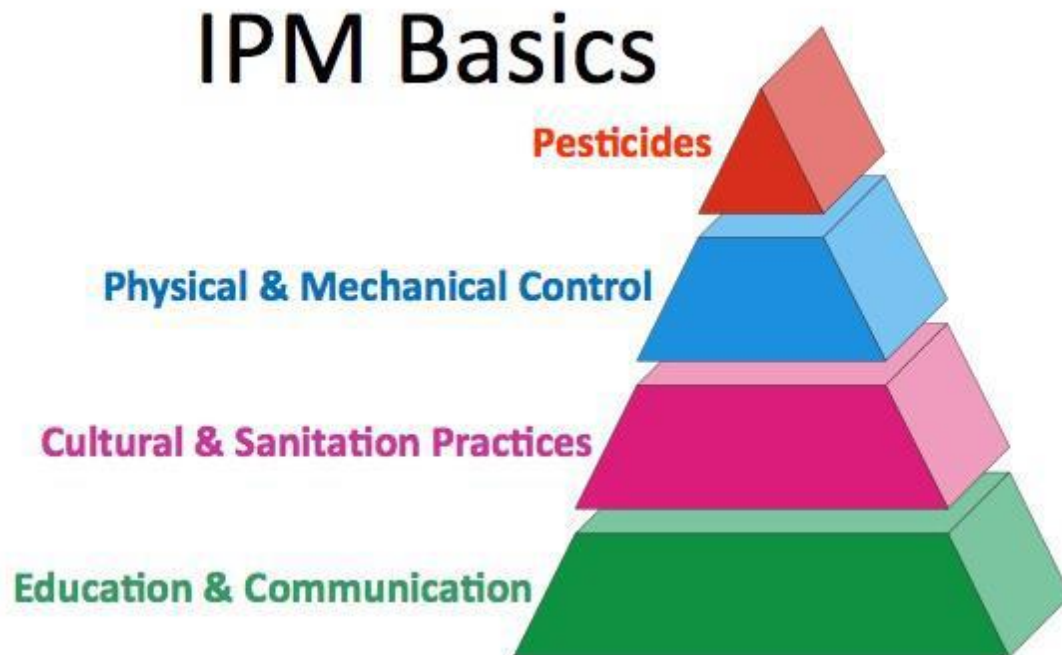 IPM Basics
Pesticides
Physical & Mechanical Control
Cultural & Sanitation Practices
Education & Communication